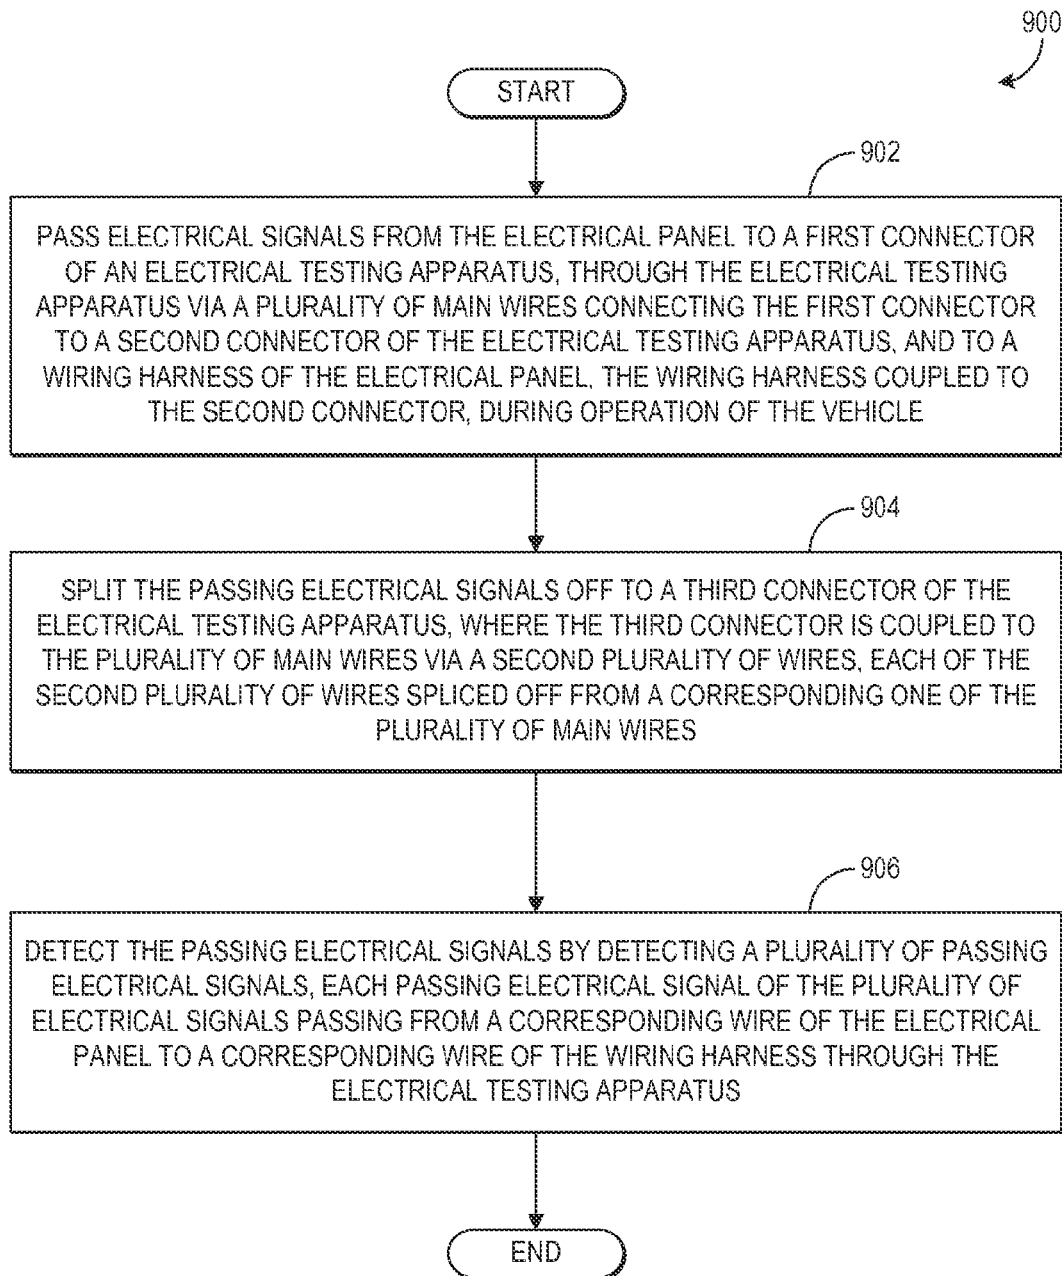 900
START
902
PASS ELECTRICAL SIGNALS FROM THE ELECTRICAL PANEL TO A FIRST CONNECTOR
OF AN ELECTRICAL TESTING APPARATUS, THROUGH THE ELECTRICAL TESTING
APPARATUS VIA A PLURALITY OF MAIN WIRES CONNECTING THE FIRST CONNECTOR
TO A SECOND CONNECTOR OF THE ELECTRICAL TESTING APPARATUS, AND TO A
WIRING HARNESS OF THE ELECTRICAL PANEL, THE WIRING HARNESS COUPLED TO
THE SECOND CONNECTOR, DURING OPERATION OF THE VEHICLE
904
SPLIT THE PASSING ELECTRICAL SIGNALS OFF TO A THIRD CONNECTOR OF THE
ELECTRICAL TESTING APPARATUS, WHERE THE THIRD CONNECTOR IS COUPLED TO
THE PLURALITY OF MAIN WIRES VIA A SECOND PLURALITY OF WIRES, EACH OF THE
SECOND PLURALITY OF WIRES SPLICED OFF FROM A CORRESPONDING ONE OF THE
PLURALITY OF MAIN WIRES
906
DETECT THE PASSING ELECTRICAL SIGNALS BY DETECTING A PLURALITY OF PASSING
ELECTRICAL SIGNALS, EACH PASSING ELECTRICAL SIGNAL OF THE PLURALITY OF
ELECTRICAL SIGNALS PASSING FROM A CORRESPONDING WIRE OF THE ELECTRICAL
PANEL TO A CORRESPONDING WIRE OF THE WIRING HARNESS THROUGH THE
ELECTRICAL TESTING APPARATUS
END